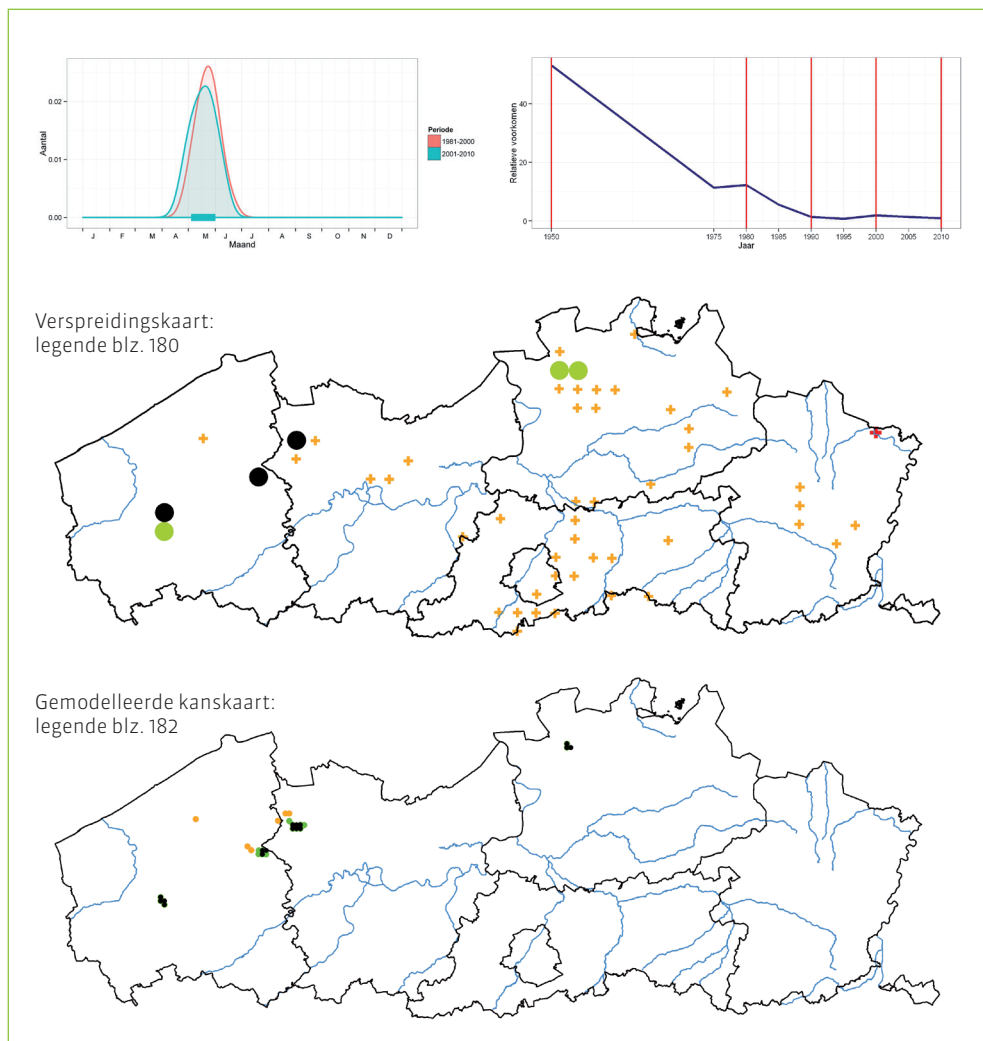 0.02
0.01
0.00
Aantal
J F M A M J J A S O N D
Maand
Periode
1981-2000
2001-2010
40
20
0
Relatieve voorkomen
1950 1975 1980 1985 1990 1995 2000 2005 2010
Jaar
Verspreidingskaart:
legende blz. 180
Gemodelleerde kanskaart:
legende blz. 182